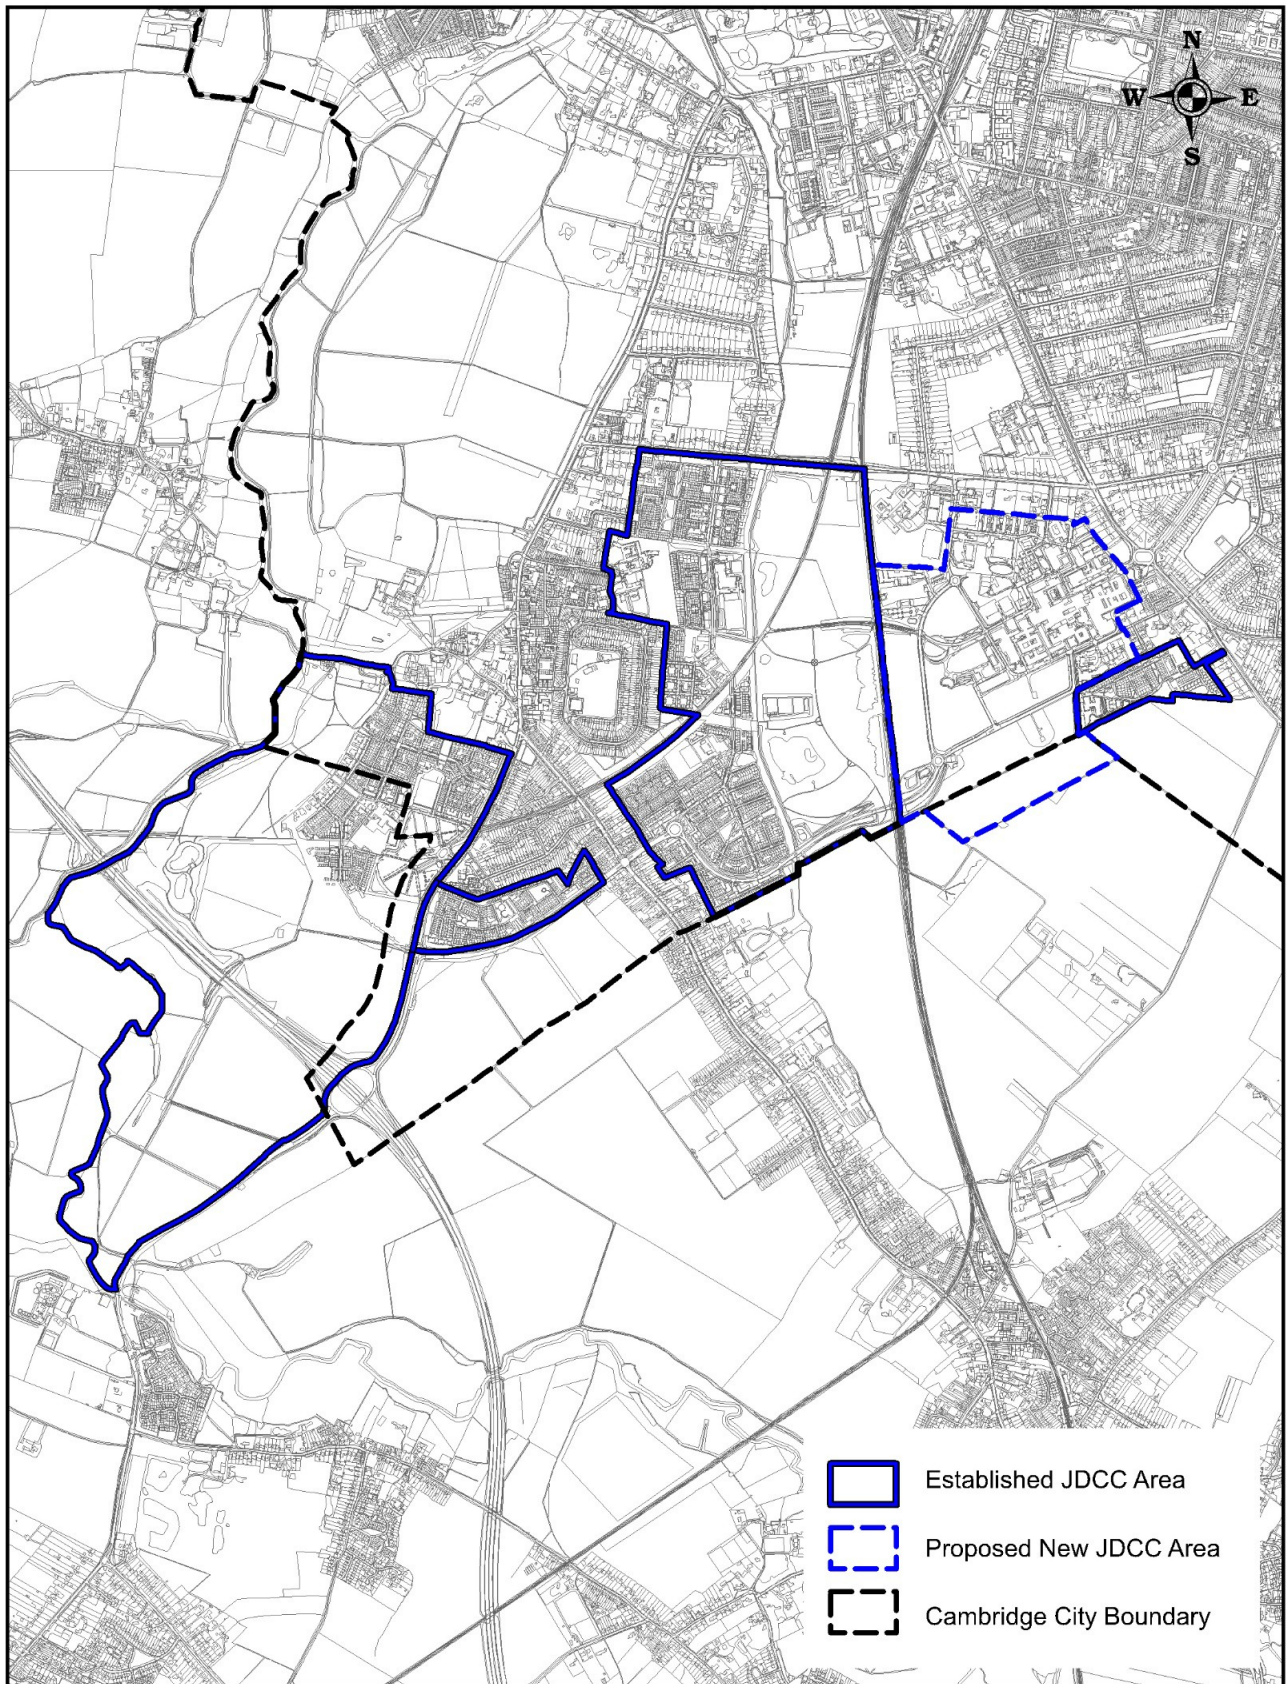 N
W E
S
Established JDCC Area
Proposed New JDCC Area
Cambridge City Boundary